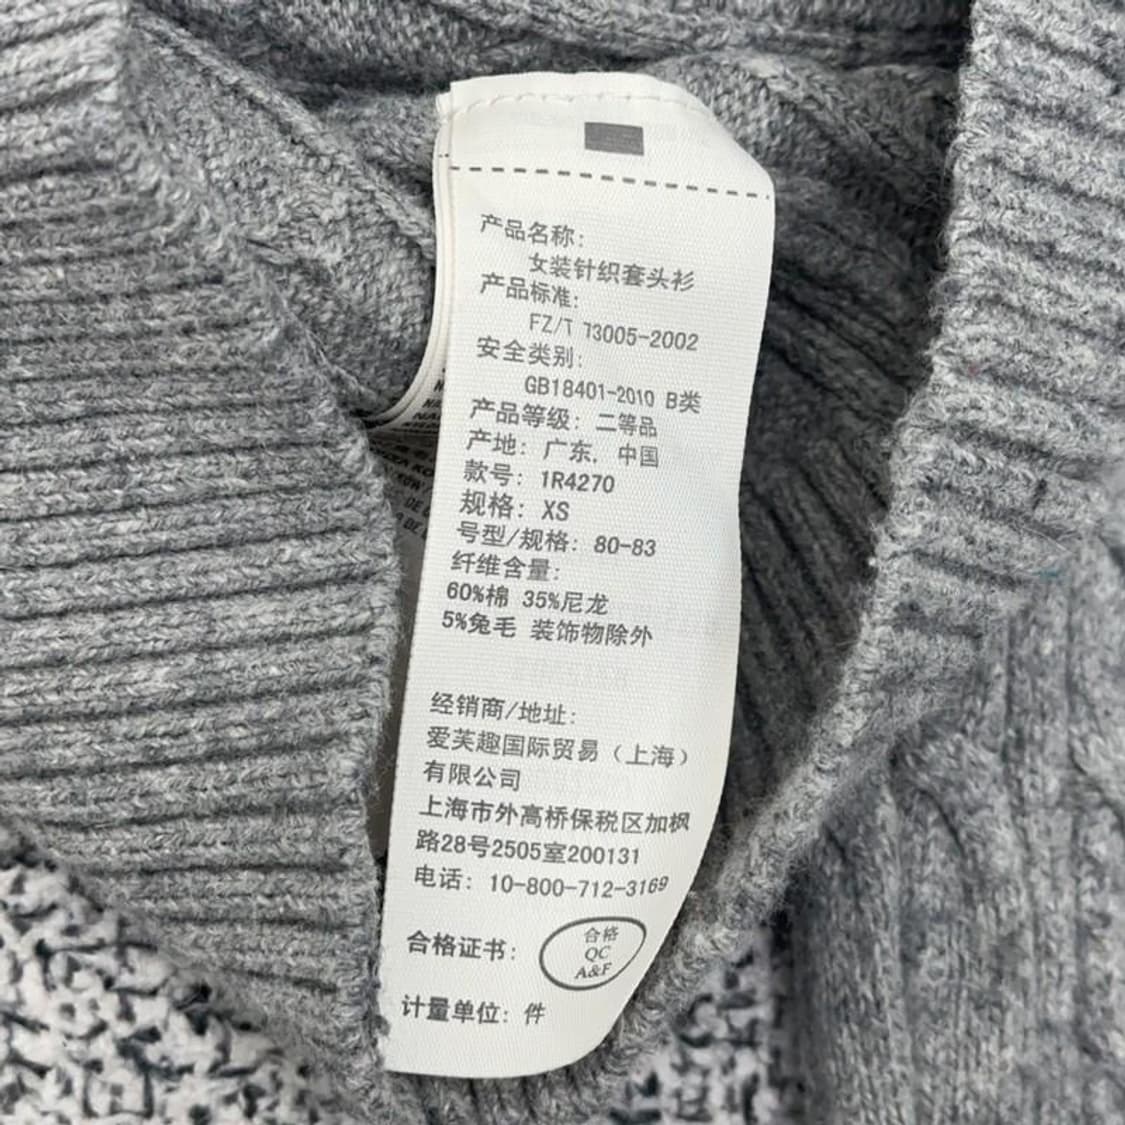 产品名称:
女装针织套头衫
产品标准:
FZ/T 73005-2002
安全类别:
GB18401-2010 B类
产品等级: 二等品
产地: 广东, 中国
款号: 1R4270
规格: XS
号型/规格: 80-83
纤维含量:
60%棉 35%尼龙
5%兔毛 装饰物除外
经销商/地址:
爱芙趣国际贸易（上海）
有限公司
上海市外高桥保税区加枫
路28号2505室200131
电话: 10-800-712-3169
合格证书:
合格
QC
A&F
计量单位: 件